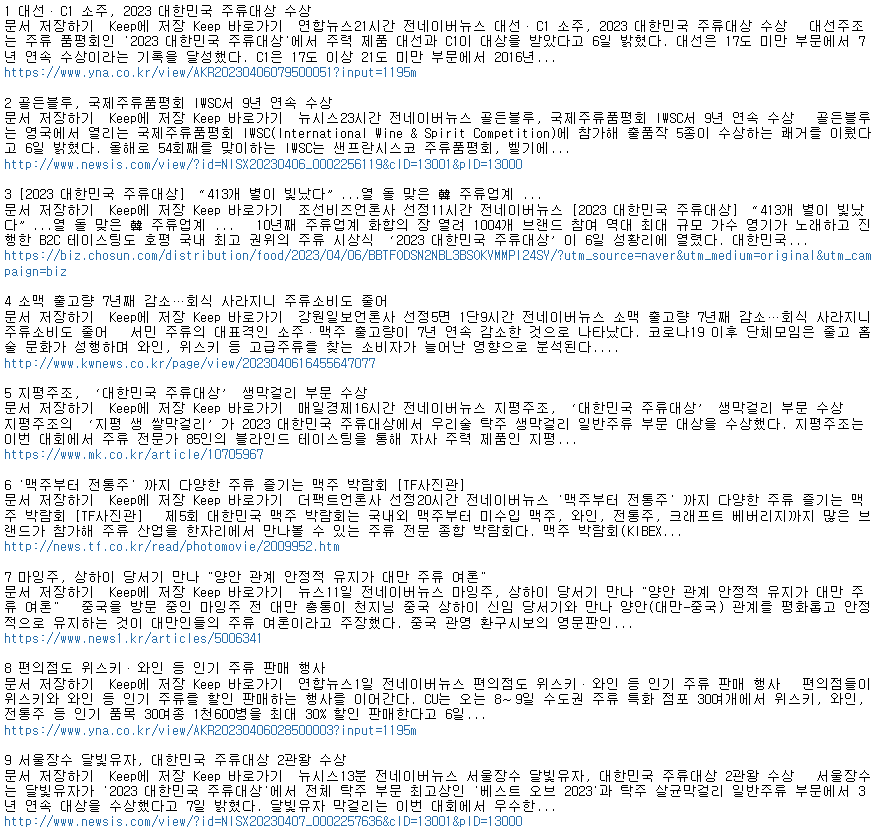 1 대선·C1 소주, 2023 대한민국 주류대상 수상
문서 저장하기  Keep에 저장 Keep 바로가기  연합뉴스21시간 전네이버뉴스 대선·C1 소주, 2023 대한민국 주류대상 수상   대선주조
는 주류 품평회인 '2023 대한민국 주류대상'에서 주력 제품 대선과 C1이 대상을 받았다고 6일 밝혔다. 대선은 17도 미만 부문에서 7
년 연속 수상이라는 기록을 달성했다. C1은 17도 이상 21도 미만 부문에서 2016년...
https://www.yna.co.kr/view/AKR20230406079500051?input=1195m

2 골든블루, 국제주류품평회 IWSC서 9년 연속 수상
문서 저장하기  Keep에 저장 Keep 바로가기  뉴시스23시간 전네이버뉴스 골든블루, 국제주류품평회 IWSC서 9년 연속 수상   골든블루
는 영국에서 열리는 국제주류품평회 IWSC(International Wine & Spirit Competition)에 참가해 출품작 5종이 수상하는 쾌거를 이뤘다
고 6일 밝혔다. 올해로 54회째를 맞이하는 IWSC는 샌프란시스코 주류품평회, 벨기에...
http://www.newsis.com/view/?id=NISX20230406_0002256119&cID=13001&pID=13000

3 [2023 대한민국 주류대상] “413개 별이 빛났다” ...열 돌 맞은 韓 주류업계 ...
문서 저장하기  Keep에 저장 Keep 바로가기  조선비즈언론사 선정11시간 전네이버뉴스 [2023 대한민국 주류대상] “413개 별이 빛났
다” ...열 돌 맞은 韓 주류업계 ...   10년째 주류업계 화합의 장 열려 1004개 브랜드 참여 역대 최대 규모 가수 영기가 노래하고 진
행한 B2C 테이스팅도 호평 국내 최고 권위의 주류 시상식 ‘2023 대한민국 주류대상’이 6일 성황리에 열렸다. 대한민국...
https://biz.chosun.com/distribution/food/2023/04/06/BBTFODSN2NBL3BSOKVMMPI24SY/?utm_source=naver&utm_medium=original&utm_cam
paign=biz

4 소맥 출고량 7년째 감소…회식 사라지니 주류소비도 줄어
문서 저장하기  Keep에 저장 Keep 바로가기  강원일보언론사 선정5면 1단9시간 전네이버뉴스 소맥 출고량 7년째 감소…회식 사라지니
주류소비도 줄어   서민 주류의 대표격인 소주·맥주 출고량이 7년 연속 감소한 것으로 나타났다. 코로나19 이후 단체모임은 줄고 홈
술 문화가 성행하며 와인, 위스키 등 고급주류를 찾는 소비자가 늘어난 영향으로 분석된다....
http://www.kwnews.co.kr/page/view/2023040616455647077

5 지평주조, ‘대한민국 주류대상’ 생막걸리 부문 수상
문서 저장하기  Keep에 저장 Keep 바로가기  매일경제16시간 전네이버뉴스 지평주조, ‘대한민국 주류대상’ 생막걸리 부문 수상
지평주조의 ‘지평 생 쌀막걸리’가 2023 대한민국 주류대상에서 우리술 탁주 생막걸리 일반주류 부문 대상을 수상했다. 지평주조는
이번 대회에서 주류 전문가 85인의 블라인드 테이스팅을 통해 자사 주력 제품인 지평...
https://www.mk.co.kr/article/10705967

6 '맥주부터 전통주'까지 다양한 주류 즐기는 맥주 박람회 [TF사진관]
문서 저장하기  Keep에 저장 Keep 바로가기  더팩트언론사 선정20시간 전네이버뉴스 '맥주부터 전통주'까지 다양한 주류 즐기는 맥
주 박람회 [TF사진관]   제5회 대한민국 맥주 박람회는 국내외 맥주부터 미수입 맥주, 와인, 전통주, 크래프트 베버리지까지 많은 브
랜드가 참가해 주류 산업을 한자리에서 만나볼 수 있는 주류 전문 종합 박람회다. 맥주 박람회(KIBEX...
http://news.tf.co.kr/read/photomovie/2009952.htm

7 마잉주, 상하이 당서기 만나 "양안 관계 안정적 유지가 대만 주류 여론"
문서 저장하기  Keep에 저장 Keep 바로가기  뉴스11일 전네이버뉴스 마잉주, 상하이 당서기 만나 "양안 관계 안정적 유지가 대만 주
류 여론"   중국을 방문 중인 마잉주 전 대만 총통이 천지닝 중국 상하이 신임 당서기와 만나 양안(대만-중국) 관계를 평화롭고 안정
적으로 유지하는 것이 대만인들의 주류 여론이라고 주장했다. 중국 관영 환구시보의 영문판인...
https://www.news1.kr/articles/5006341

8 편의점도 위스키·와인 등 인기 주류 판매 행사
문서 저장하기  Keep에 저장 Keep 바로가기  연합뉴스1일 전네이버뉴스 편의점도 위스키·와인 등 인기 주류 판매 행사   편의점들이
위스키와 와인 등 인기 주류를 할인 판매하는 행사를 이어간다. CU는 오는 8∼9일 수도권 주류 특화 점포 30여개에서 위스키, 와인,
전통주 등 인기 품목 30여종 1천600병을 최대 30% 할인 판매한다고 6일...
https://www.yna.co.kr/view/AKR20230406028500003?input=1195m

9 서울장수 달빛유자, 대한민국 주류대상 2관왕 수상
문서 저장하기  Keep에 저장 Keep 바로가기  뉴시스13분 전네이버뉴스 서울장수 달빛유자, 대한민국 주류대상 2관왕 수상   서울장수
는 달빛유자가 '2023 대한민국 주류대상'에서 전체 탁주 부문 최고상인 '베스트 오브 2023'과 탁주 살균막걸리 일반주류 부문에서 3
년 연속 대상을 수상했다고 7일 밝혔다. 달빛유자 막걸리는 이번 대회에서 우수한...
http://www.newsis.com/view/?id=NISX20230407_0002257636&cID=13001&pID=13000